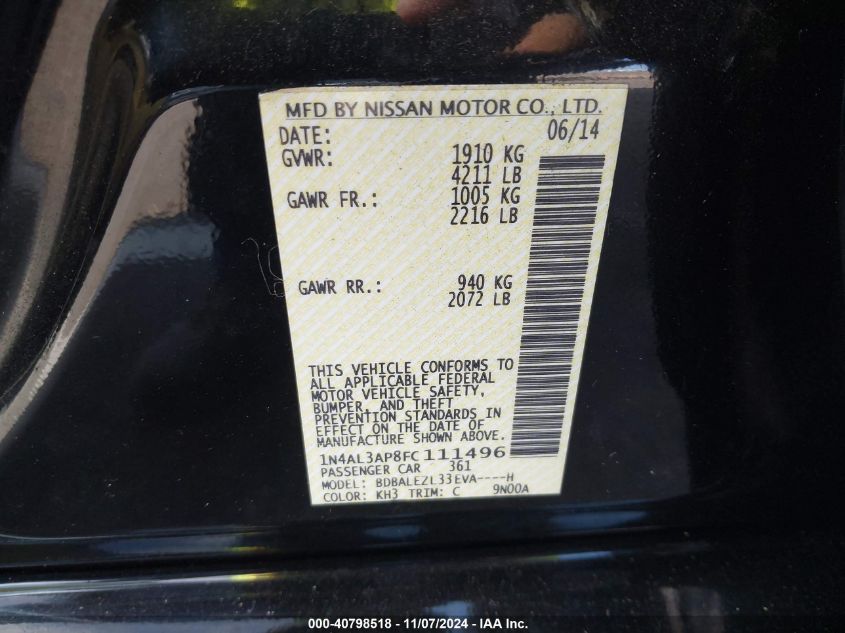 MFD BY NISSAN MOTOR CO., LTD.
DATE: 06/14
GVWR: 1910 KG
4211 LB
GAWR FR.: 1005 KG
2216 LB
GAWR RR.: 940 KG
2072 LB
THIS VEHICLE CONFORMS TO
ALL APPLICABLE FEDERAL
MOTOR VEHICLE SAFETY,
BUMPER, AND THEFT
PREVENTION STANDARDS IN
EFFECT ON THE DATE OF
MANUFACTURE SHOWN ABOVE.
1N4AL3AP8FC111496
PASSENGER CAR 361
MODEL: BDBALEZL33EVA----H
COLOR: KH3 TRIM: C 9N00A
000-40798518 - 11/07/2024 - IAA Inc.